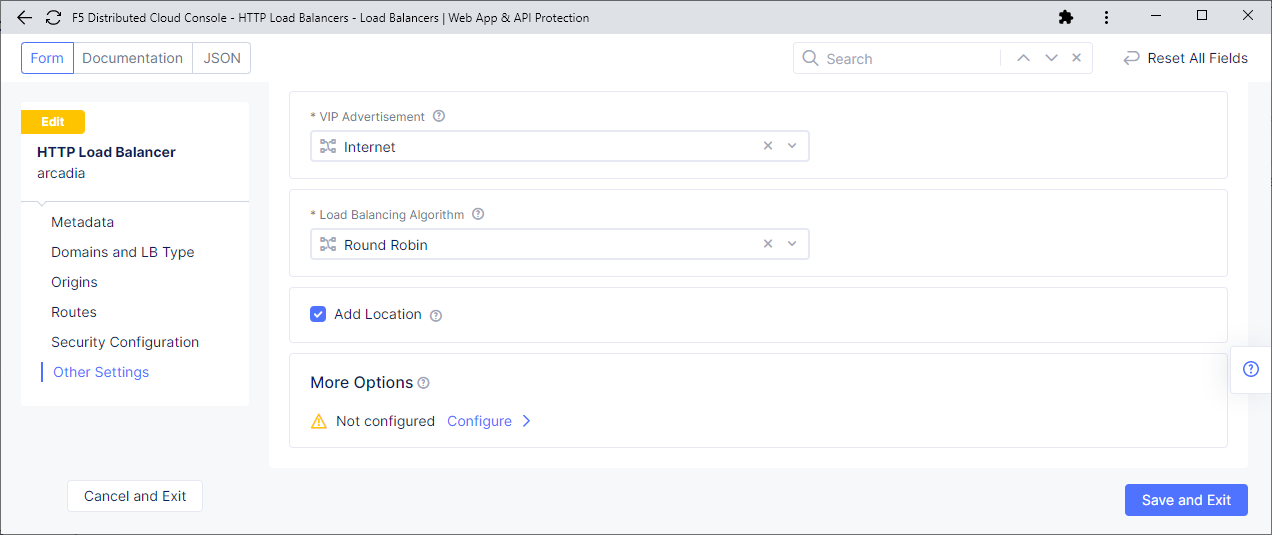 F5 Distributed Cloud Console - HTTP Load Balancers - Load Balancers | Web App & API Protection
Form Documentation JSON
Search
Reset All Fields
Edit
HTTP Load Balancer
arcadia
Metadata
Domains and LB Type
Origins
Routes
Security Configuration
Other Settings
* VIP Advertisement
Internet
* Load Balancing Algorithm
Round Robin
Add Location
More Options
Not configured Configure
Cancel and Exit
Save and Exit